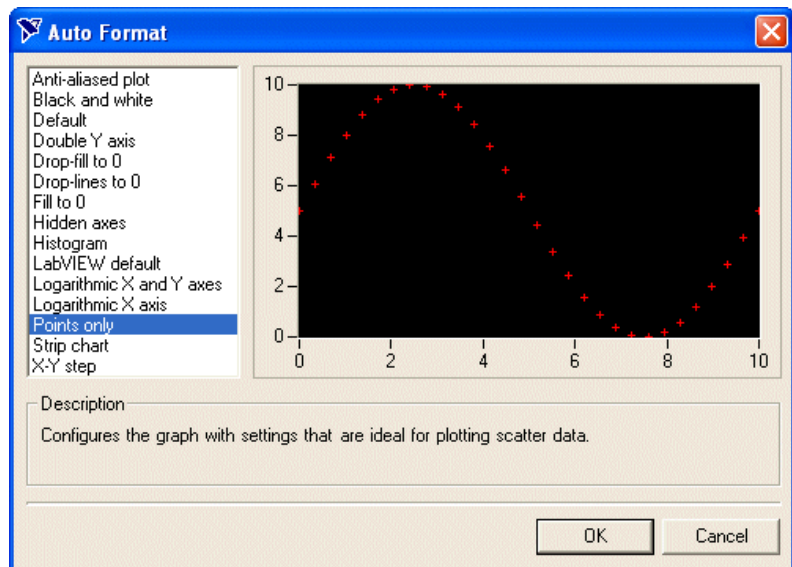 Auto Format
Anti-aliased plot
Black and white
Default
Double Y axis
Drop-fill to 0
Drop-lines to 0
Fill to 0
Hidden axes
Histogram
LabVIEW default
Logarithmic X and Y axes
Logarithmic X axis
Points only
Strip chart
X-Y step
10
8
6
4
2
0
0 2 4 6 8 10
Description
Configures the graph with settings that are ideal for plotting scatter data.
OK Cancel